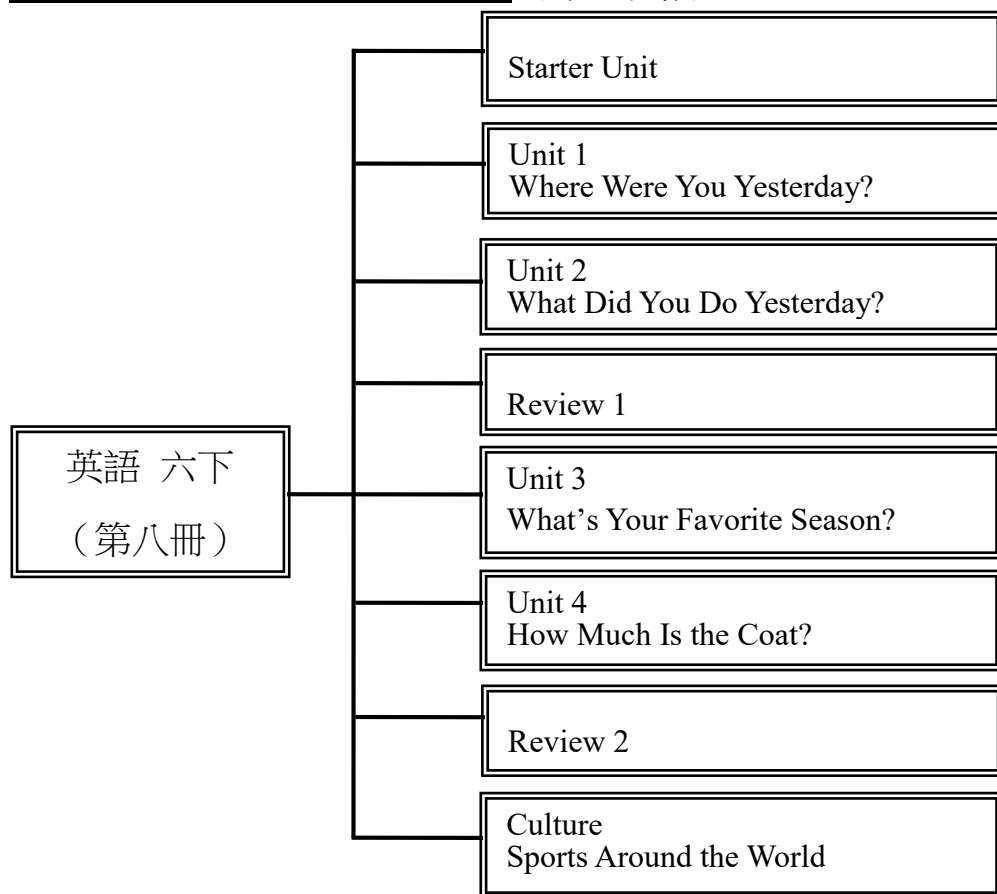 Starter Unit
Unit 1
Where Were You Yesterday?
Unit 2
What Did You Do Yesterday?
Review 1
英語 六下
（第八冊）
Unit 3
What’s Your Favorite Season?
Unit 4
How Much Is the Coat?
Review 2
Culture
Sports Around the World